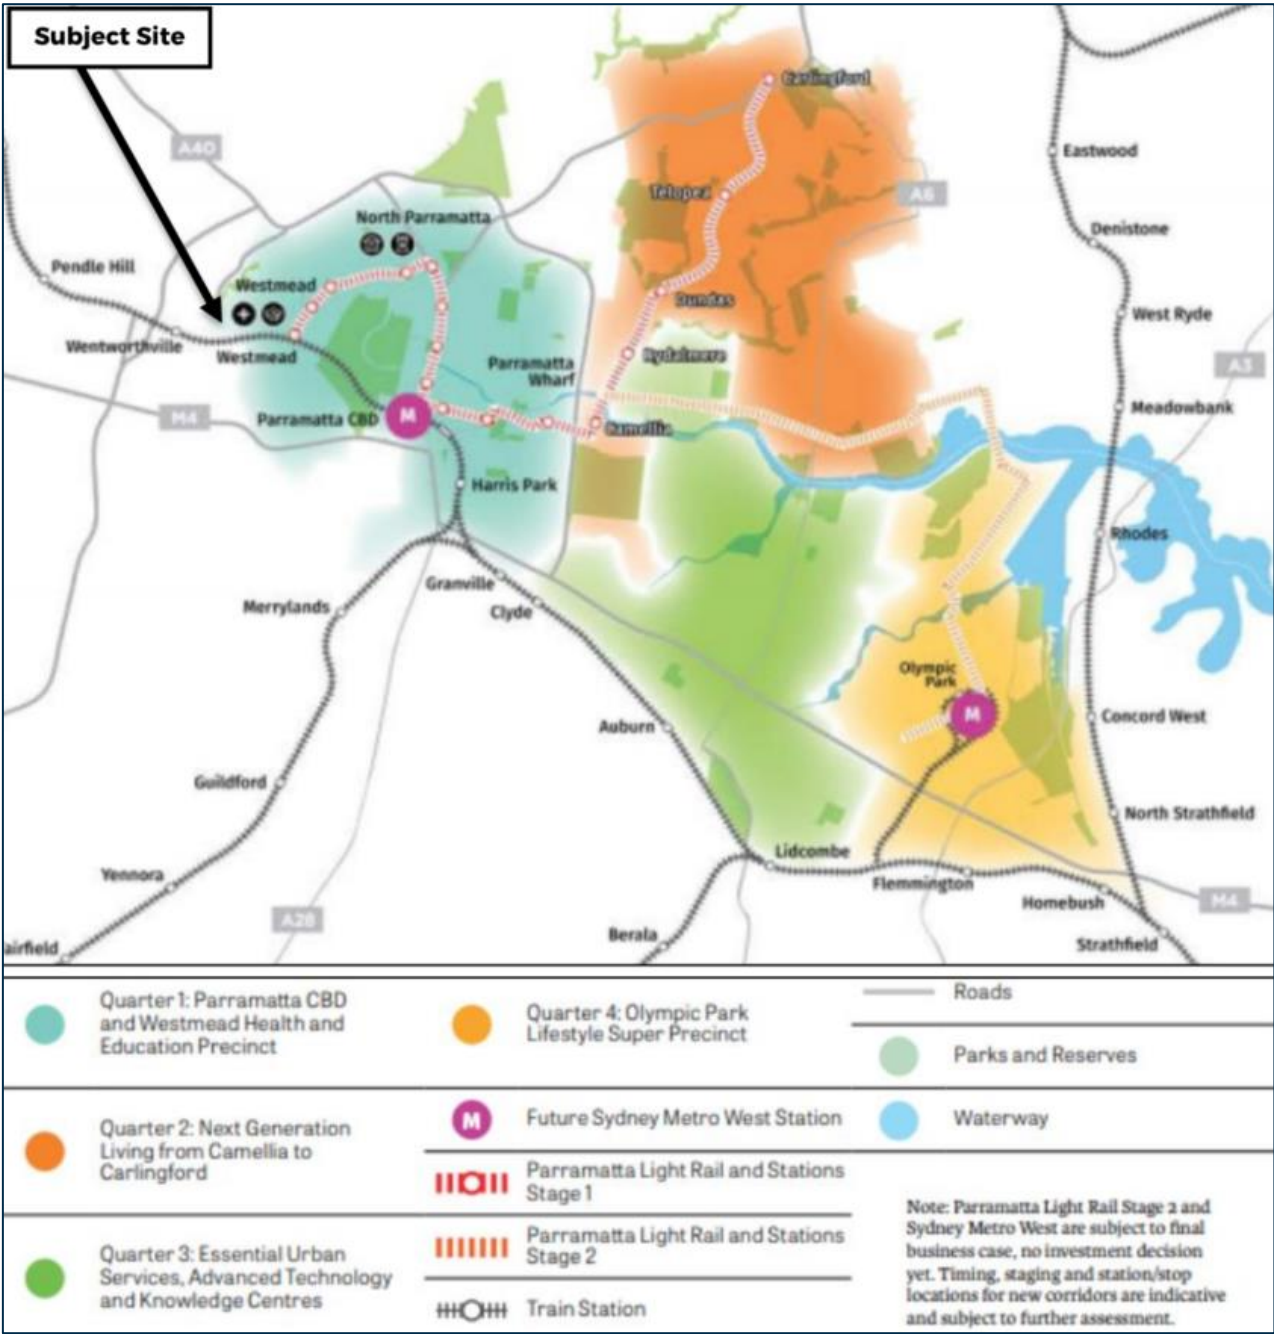 Subject Site
Carlingford
A40
Eastwood
Telopea
A6
North Parramatta
Denistone
Pendle Hill
Westmead
Dundas
West Ryde
Wentworthville
Westmead
Rydalmere
Parramatta
Wharf
A3
M4
Parramatta CBD
M
Camellia
Meadowbank
Harris Park
Rhodes
Granville
Merrylands
Clyde
Olympic
Park
M
Auburn
Concord West
Guildford
North Strathfield
Lidcombe
Yennora
Flemmington
Homebush
M4
A28
Berala
airfield
Strathfield
Quarter 1: Parramatta CBD
and Westmead Health and
Education Precinct
Quarter 2: Next Generation
Living from Camellia to
Carlingford
Quarter 3: Essential Urban
Services, Advanced Technology
and Knowledge Centres
Quarter 4: Olympic Park
Lifestyle Super Precinct
M
Future Sydney Metro West Station
Parramatta Light Rail and Stations
Stage 1
Parramatta Light Rail and Stations
Stage 2
Train Station
Roads
Parks and Reserves
Waterway
Note: Parramatta Light Rail Stage 2 and
Sydney Metro West are subject to final
business case, no investment decision
yet. Timing, staging and station/stop
locations for new corridors are indicative
and subject to further assessment.